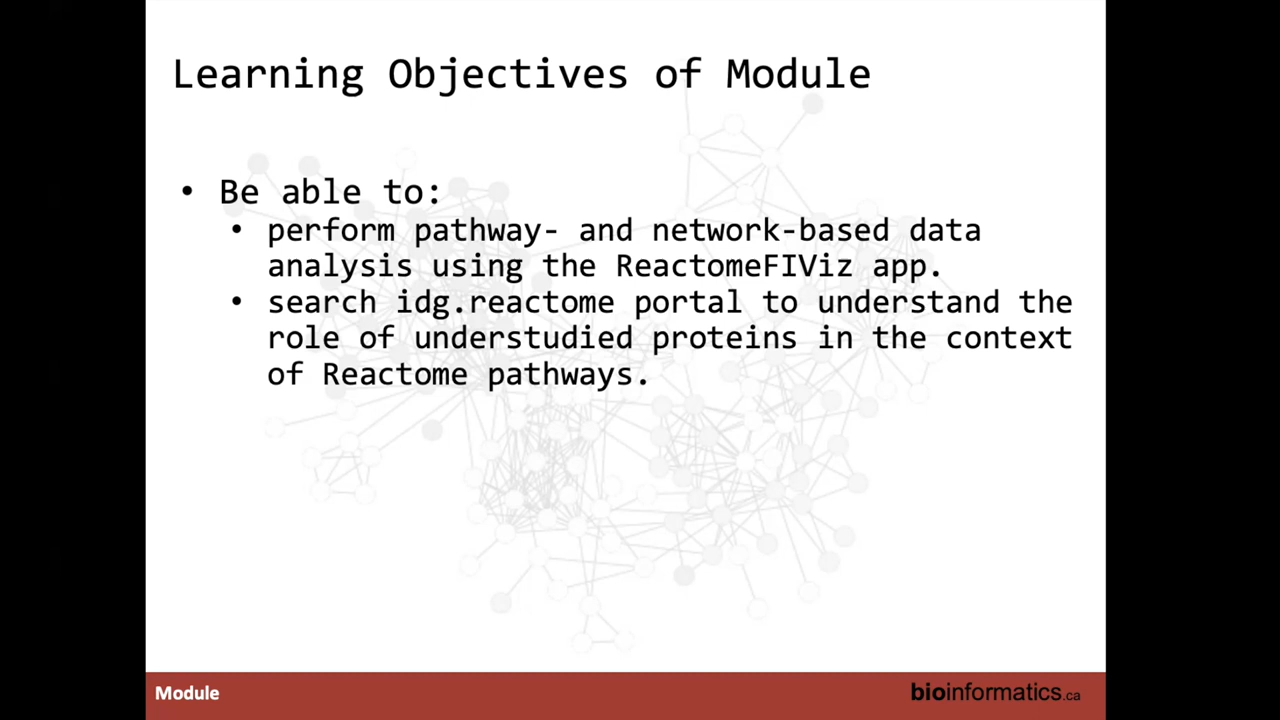 Learning Objectives of Module
• Be able to:
• perform pathway- and network-based data
analysis using the ReactomeFIViz app.
• search idg.reactome portal to understand the
role of understudied proteins in the context
of Reactome pathways.
Module
bioinformatics.ca